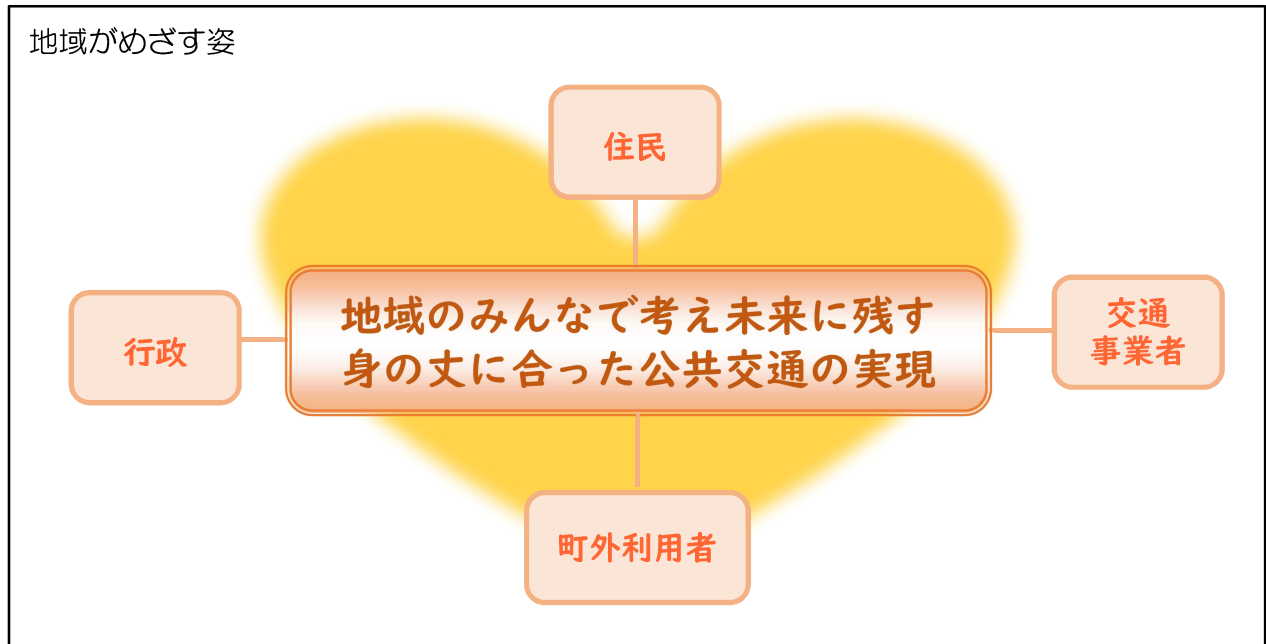 地域がめざす姿
住民
地域のみんなで考え未来に残す
身の丈に合った公共交通の実現
行政
交通
事業者
町外利用者